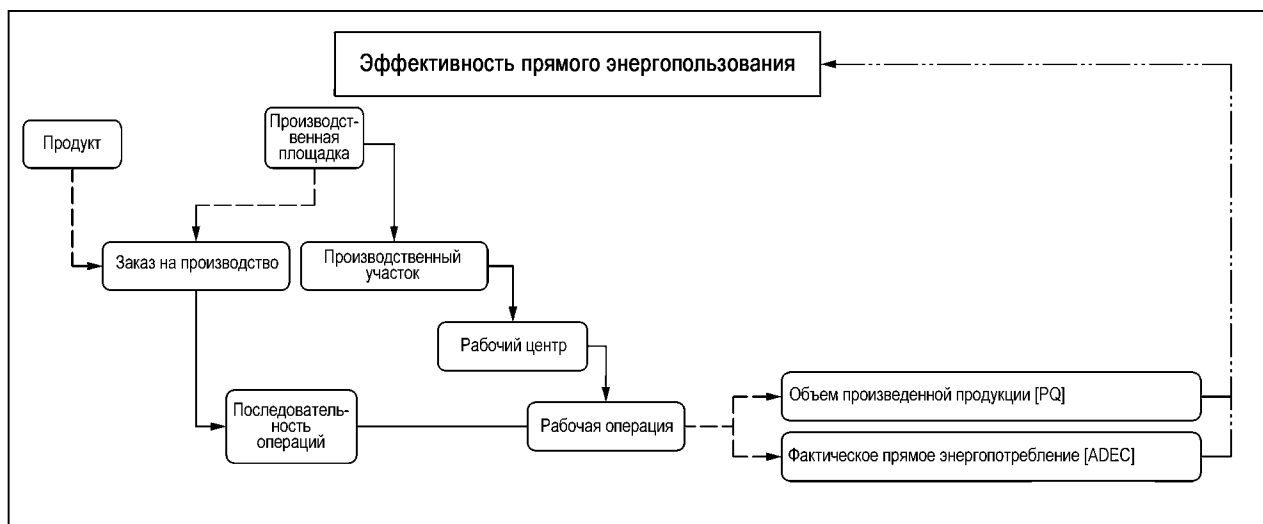 Эффективность прямого энергопользования
Продукт
Производст-
венная
площадка
Заказ на производство
Производственный
участок
Рабочий центр
Последователь-
ность
операций
Рабочая операция
Объем произведенной продукции [PQ]
Фактическое прямое энергопотребление [ADEC]